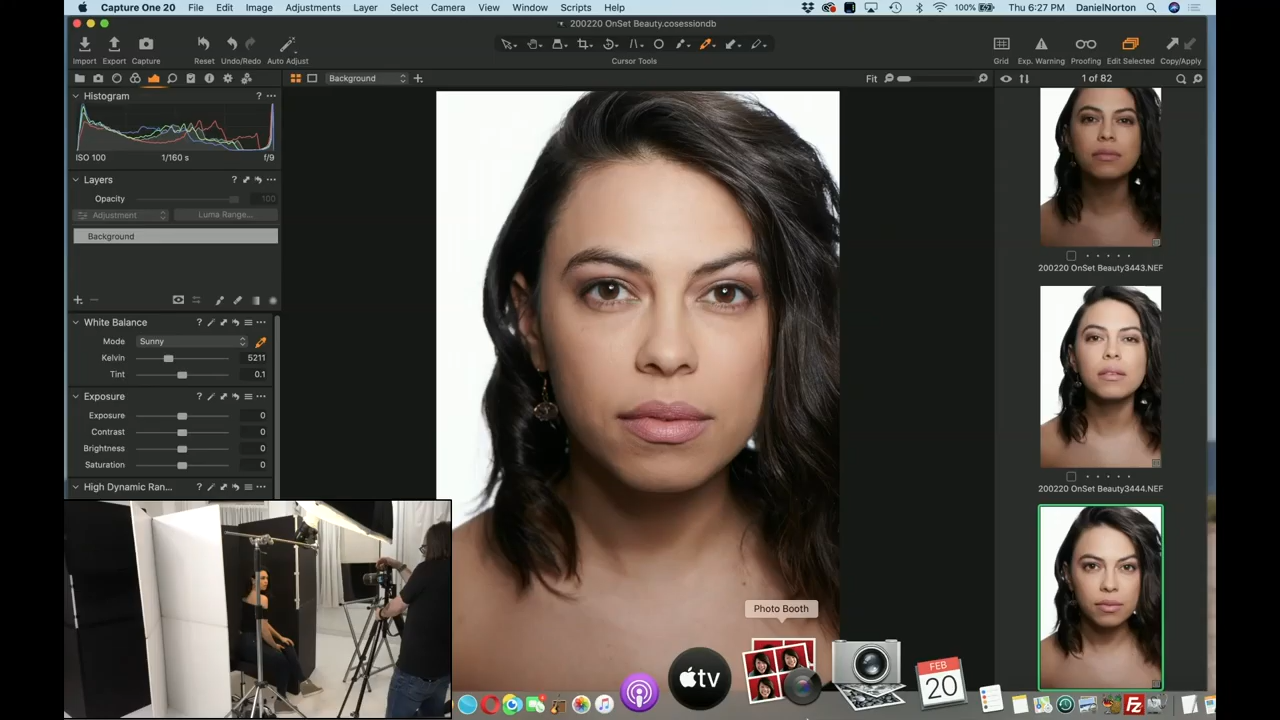 Capture One 20 File Edit Image Adjustments Layer Select Camera View Window Scripts Help 100% Thu 6:27 PM DanielNorton
200220 OnSet Beauty.cosessiondb
Import Export Capture Reset Undo/Redo Auto Adjust Cursor Tools Grid Exp. Warning Proofing Edit Selected Copy/Apply
Background Fit 1 of 82
Histogram ? ...
ISO 100 1/160 s f/9
Layers ? ...
Opacity 100
Adjustment Luma Range...
Background
White Balance ? ...
Mode Sunny
Kelvin 5211
Tint 0.1
Exposure ? ...
Exposure 0
Contrast 0
Brightness 0
Saturation 0
High Dynamic Ran... ? ...
200220 OnSet Beauty3443.NEF
200220 OnSet Beauty3444.NEF
Photo Booth
tv
FEB
20
FZ